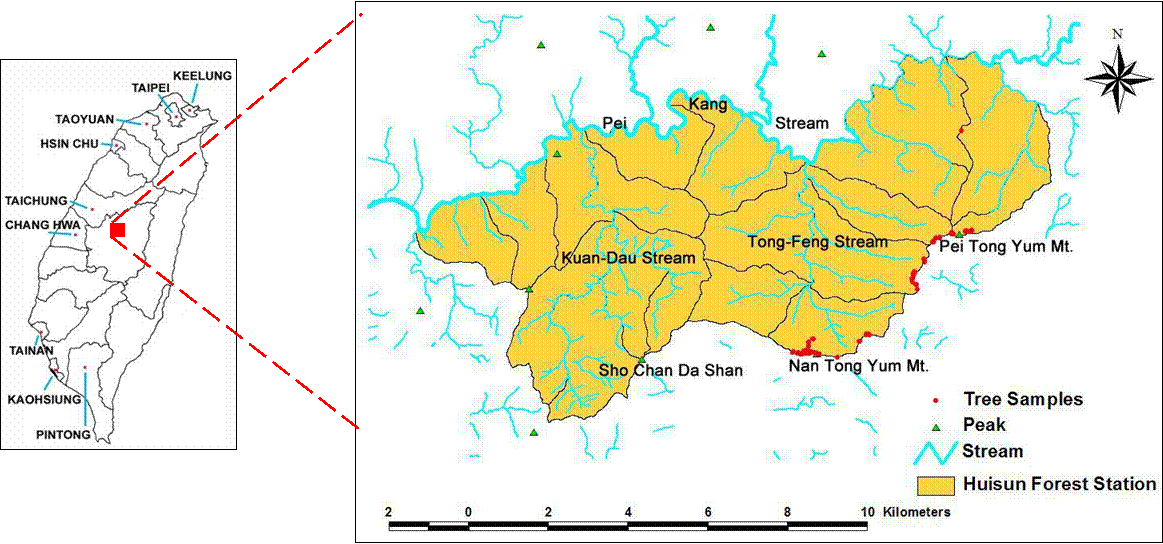 KEELUNG
TAIPEI
TAOYUAN
HSIN CHU
TAICHUNG
CHANG HWA
TAINAN
KAOHSIUNG
PINTONG
N
Kang
Pei
Stream
Tong-Feng Stream
Pei Tong Yum Mt.
Kuan-Dau Stream
Sho Chan Da Shan
Nan Tong Yum Mt.
Tree Samples
Peak
Stream
Huisun Forest Station
2 0 2 4 6 8 10 Kilometers